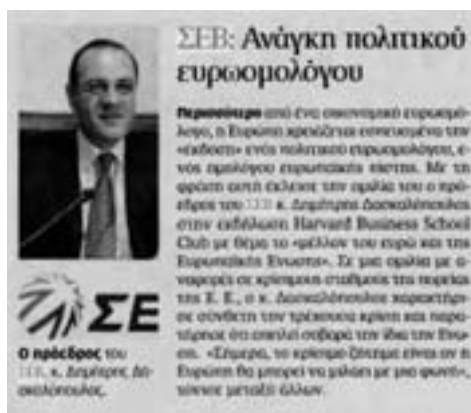 ΣΕΒ: Ανάγκη πολιτικού
ευρωομολόγου
Περισσότερο από ένα οικονομικό ευρωομό-
λογο, η Ευρώπη χρειάζεται εσπευσμένα την
«έκδοση» ενός πολιτικού ευρωομολόγου, ε-
νός ομολόγου ευρωπαϊκής πίστης. Με τη
φράση αυτή έκλεισε την ομιλία του ο πρό-
εδρος του ΣΕΒ κ. Δημήτρης Δασκαλόπουλος
στην εκδήλωση Harvard Business School
Club με θέμα το «μέλλον του ευρώ και της
Ευρωπαϊκής Ένωσης». Σε μια ομιλία με α-
ναφορές σε κρίσιμους σταθμούς της πορείας
της Ε. Ε., ο κ. Δασκαλόπουλος χαρακτήρι-
σε σύνθετη την τρέχουσα κρίση και παρα-
τήρησε ότι απειλεί σοβαρά την ίδια την Ένω-
ση. «Σήμερα, το κρίσιμο ζήτημα είναι αν η
Ευρώπη θα μπορεί να μιλάει με μια φωνή»,
τόνισε μεταξύ άλλων.
ΣΕ
Ο πρόεδρος του
ΣΕΒ, κ. Δημήτρης Δα-
σκαλόπουλος.